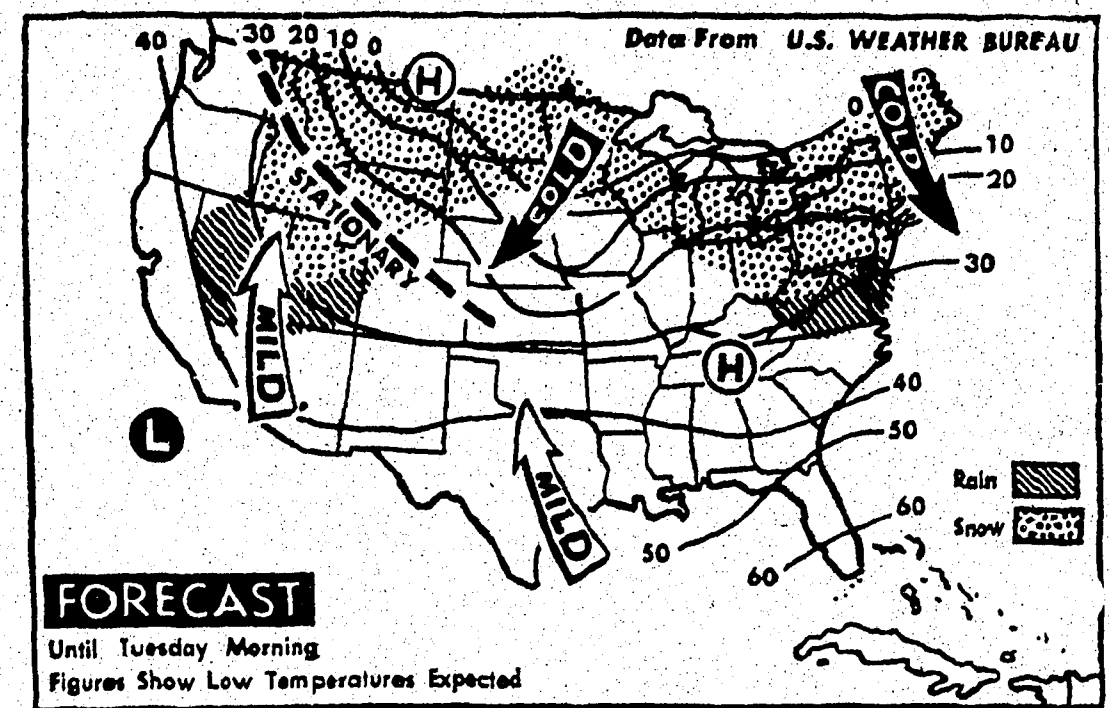 Data From U.S. WEATHER BUREAU
40 30 20 10 0
H
COLD
0
COLD
10
20
STATIONARY
30
MILD
H
40
L
50
MILD
Rain
60
Snow
50
60
FORECAST
Until Tuesday Morning
Figures Show Low Temperatures Expected